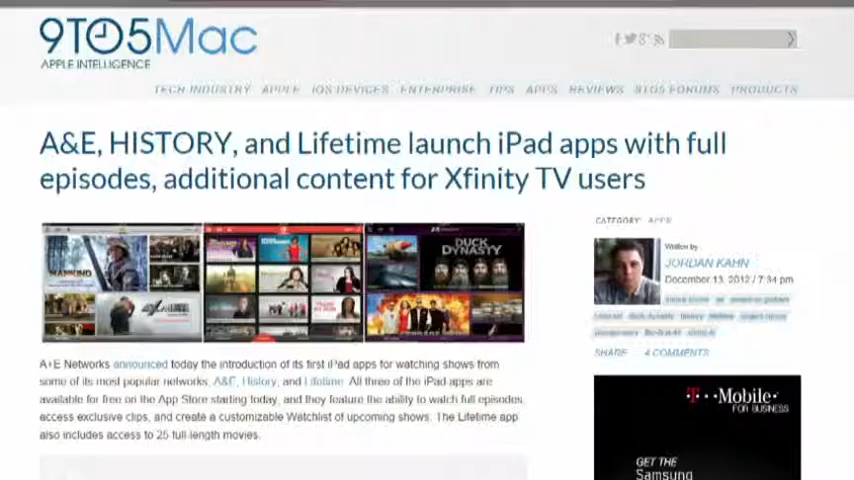 9TO5Mac
APPLE INTELLIGENCE
TECH INDUSTRY APPLE IOS DEVICES ENTERPRISE TIPS APPS REVIEWS 9TO5 FORUMS PRODUCTS
A&E, HISTORY, and Lifetime launch iPad apps with full
episodes, additional content for Xfinity TV users
CATEGORY: APPS
MANKIND
DUCK
DYNASTY
Written by
JORDAN KAHN
December 13, 2012 / 7:34 pm
SHARE 4 COMMENTS
A+E Networks announced today the introduction of its first iPad apps for watching shows from
some of its most popular networks, A&E, History, and Lifetime. All three of the iPad apps are
available for free on the App Store starting today, and they feature the ability to watch full episodes,
access exclusive clips, and create a customizable Watchlist of upcoming shows. The Lifetime app
also includes access to 25 full-length movies.
T··Mobile·
FOR BUSINESS
GET THE
Samsung